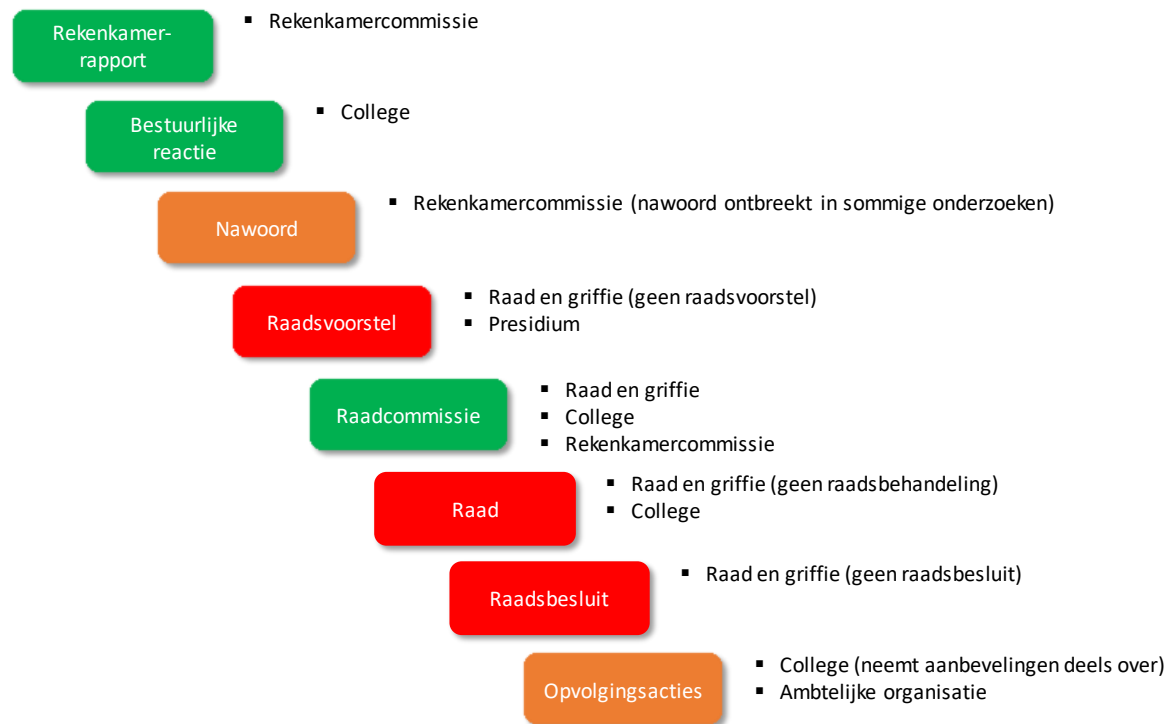 Rekenkamer-
rapport
▪ Rekenkamercommissie
Bestuurlijke
reactie
▪ College
Nawoord
▪ Rekenkamercommissie (nawoord ontbreekt in sommige onderzoeken)
Raadsvoorstel
▪ Raad en griffie (geen raadsvoorstel)
▪ Presidium
Raadcommissie
▪ Raad en griffie
▪ College
▪ Rekenkamercommissie
Raad
▪ Raad en griffie (geen raadsbehandeling)
▪ College
Raadsbesluit
▪ Raad en griffie (geen raadsbesluit)
Opvolgingsacties
▪ College (neemt aanbevelingen deels over)
▪ Ambtelijke organisatie